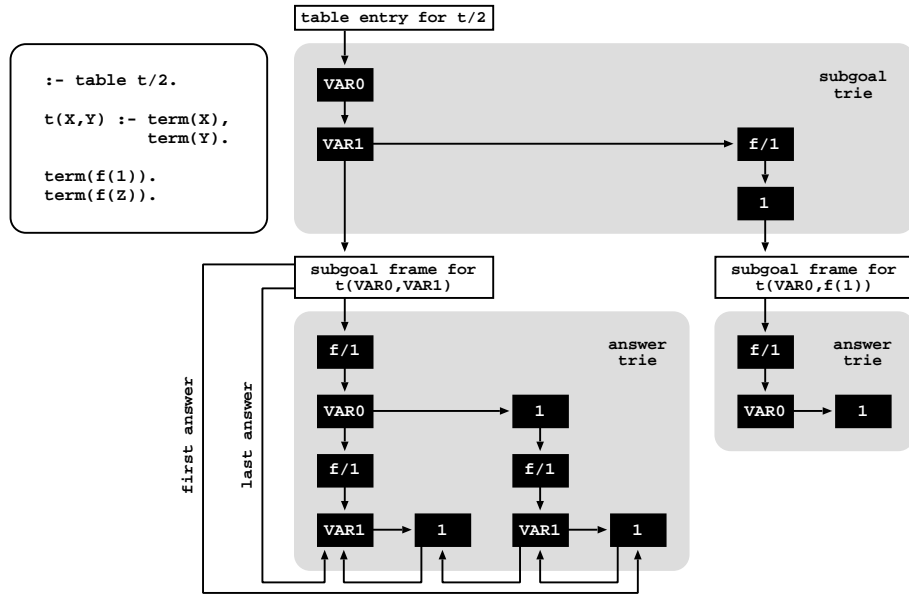 table entry for t/2
:- table t/2.
t(X,Y) :- term(X),
term(Y).
term(f(1)).
term(f(Z)).
subgoal
trie
VAR0
VAR1
f/1
1
subgoal frame for
t(VAR0,VAR1)
subgoal frame for
t(VAR0,f(1))
first answer
last answer
answer
trie
f/1
VAR0
1
f/1
f/1
VAR1
1
VAR1
1
answer
trie
f/1
VAR0
1